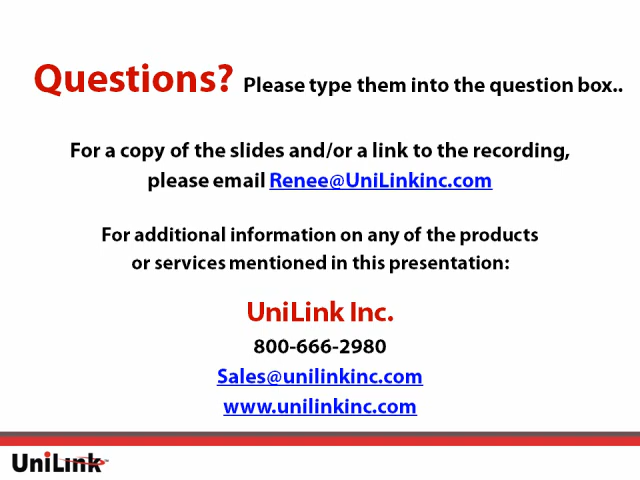 Questions? Please type them into the question box..
For a copy of the slides and/or a link to the recording,
please email Renee@UniLinkinc.com
For additional information on any of the products
or services mentioned in this presentation:
UniLink Inc.
800-666-2980
Sales@unilinkinc.com
www.unilinkinc.com
UniLink